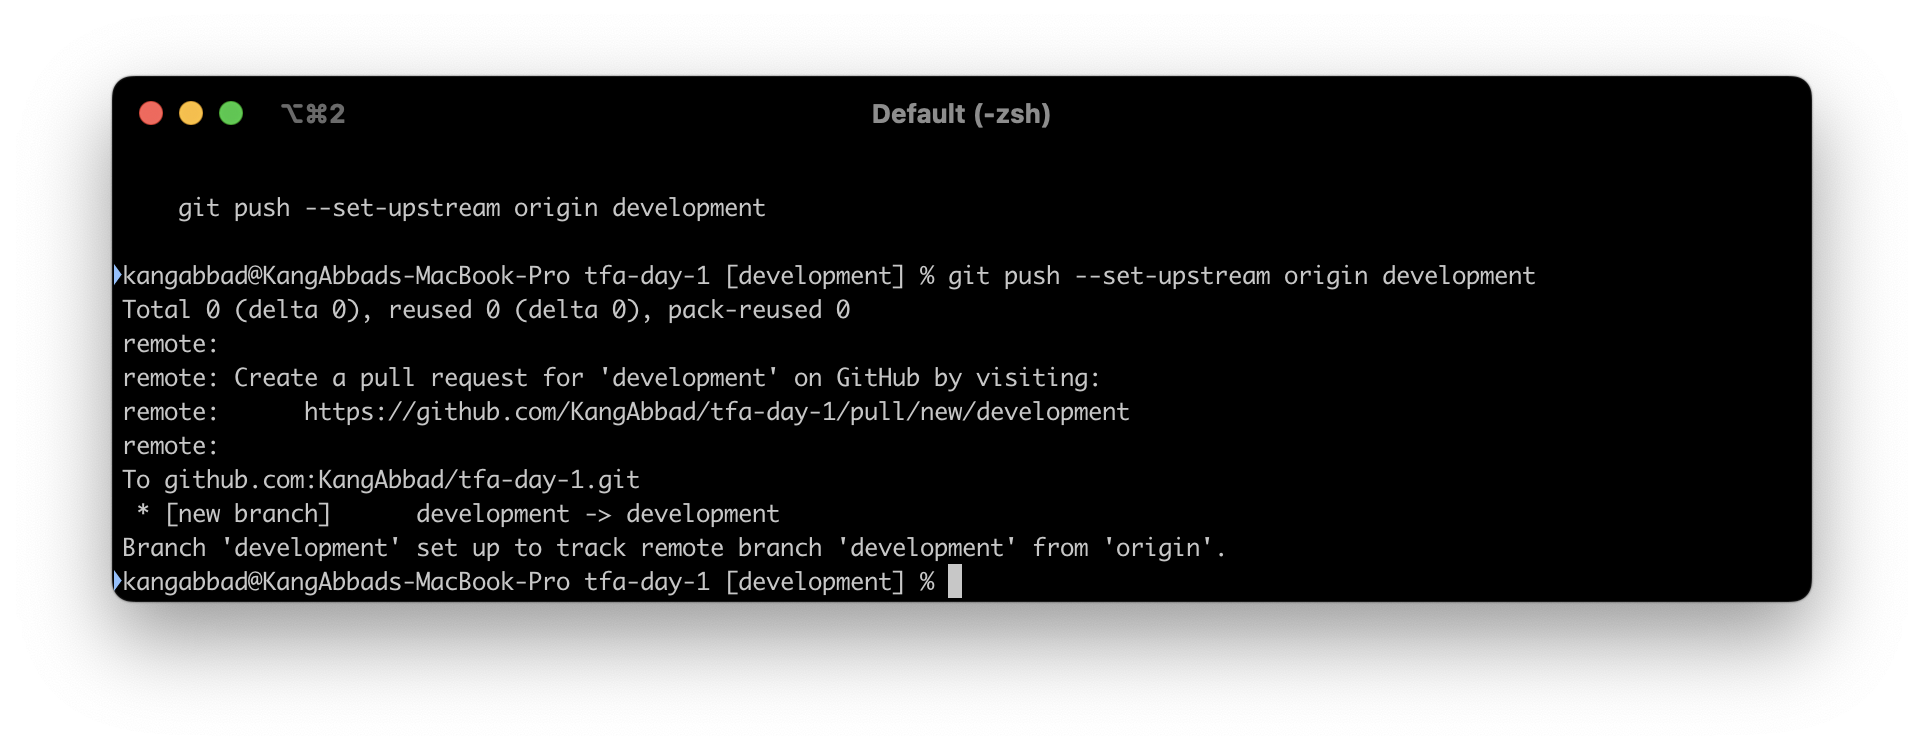 ⌥⌘2
Default (-zsh)
git push --set-upstream origin development
kangabbad@KangAbbads-MacBook-Pro tfa-day-1 [development] % git push --set-upstream origin development
Total 0 (delta 0), reused 0 (delta 0), pack-reused 0
remote:
remote: Create a pull request for 'development' on GitHub by visiting:
remote:      https://github.com/KangAbbad/tfa-day-1/pull/new/development
remote:
To github.com:KangAbbad/tfa-day-1.git
 * [new branch]      development -> development
Branch 'development' set up to track remote branch 'development' from 'origin'.
kangabbad@KangAbbads-MacBook-Pro tfa-day-1 [development] %